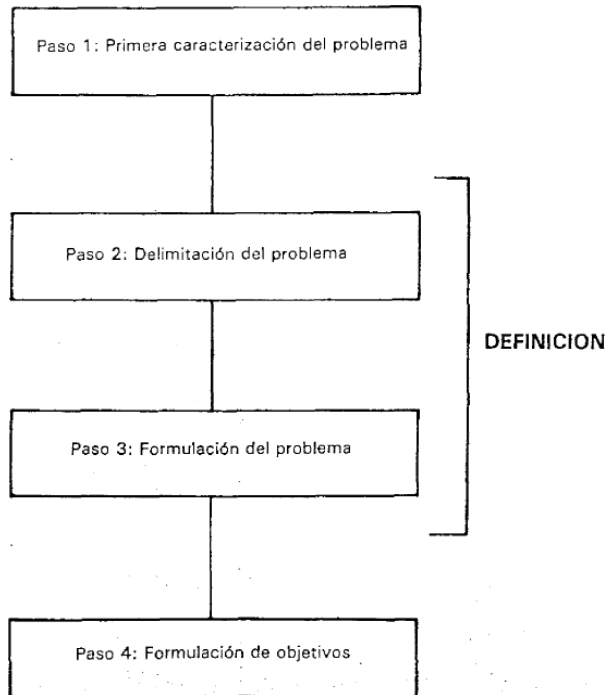 Paso 1: Primera caracterización del problema
Paso 2: Delimitación del problema
DEFINICION
Paso 3: Formulación del problema
Paso 4: Formulación de objetivos